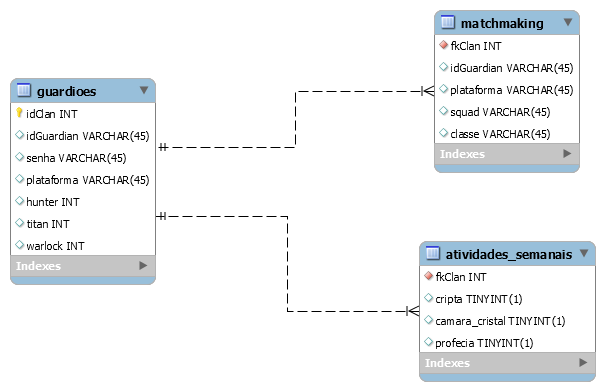 guardioes
idClan INT
idGuardian VARCHAR(45)
senha VARCHAR(45)
plataforma VARCHAR(45)
hunter INT
titan INT
warlock INT
Indexes
matchmaking
fkClan INT
idGuardian VARCHAR(45)
plataforma VARCHAR(45)
squad VARCHAR(45)
classe VARCHAR(45)
Indexes
atividades_semanais
fkClan INT
cripta TINYINT(1)
camara_cristal TINYINT(1)
profecia TINYINT(1)
Indexes